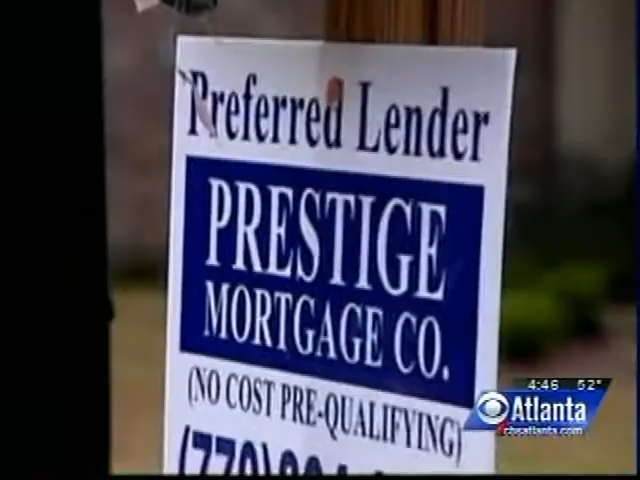 Preferred Lender
PRESTIGE
MORTGAGE CO.
(NO COST PRE-QUALIFYING)
4:46 52°
Atlanta
cbsatlanta.com